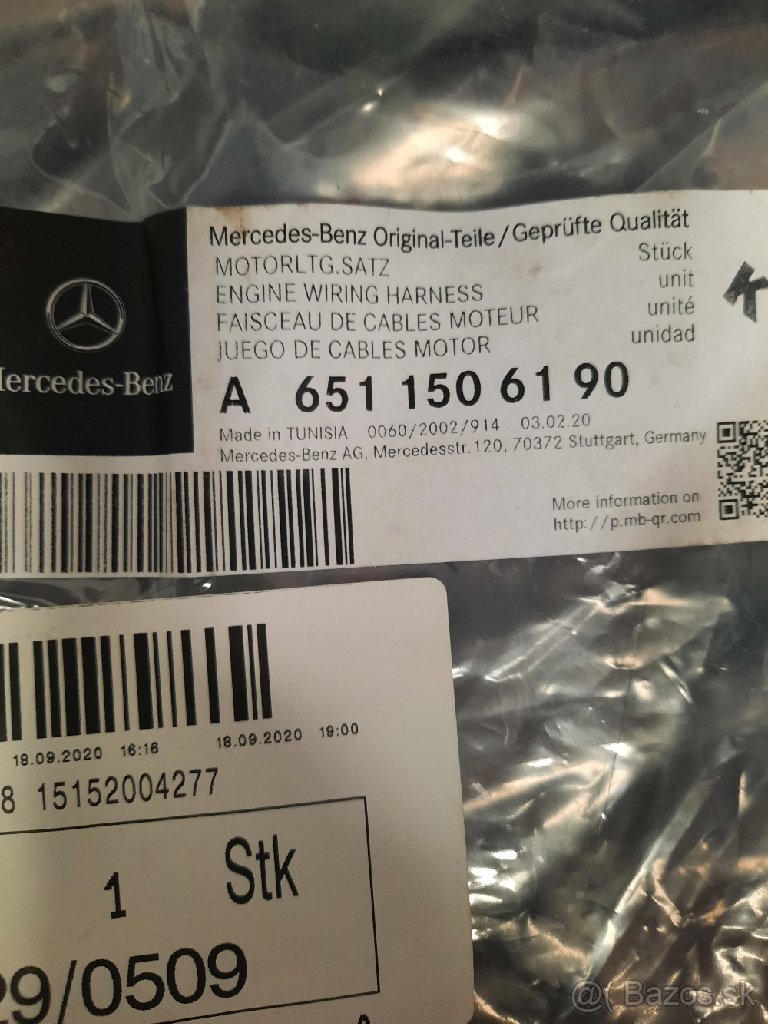 Mercedes-Benz Original-Teile/Geprüfte Qualität
MOTORLTG.SATZ Stück
ENGINE WIRING HARNESS unit
FAISCEAU DE CABLES MOTEUR unité
JUEGO DE CABLES MOTOR unidad
Mercedes-Benz
A 651 150 61 90
Made in TUNISIA 0060/2002/914 03.02.20
Mercedes-Benz AG, Mercedesstr. 120, 70372 Stuttgart, Germany
More information on
http://p.mb-qr.com
18.09.2020 16:16 18.09.2020 19:00
8 15152004277
1 Stk
29/0509
@( Bazos.sk